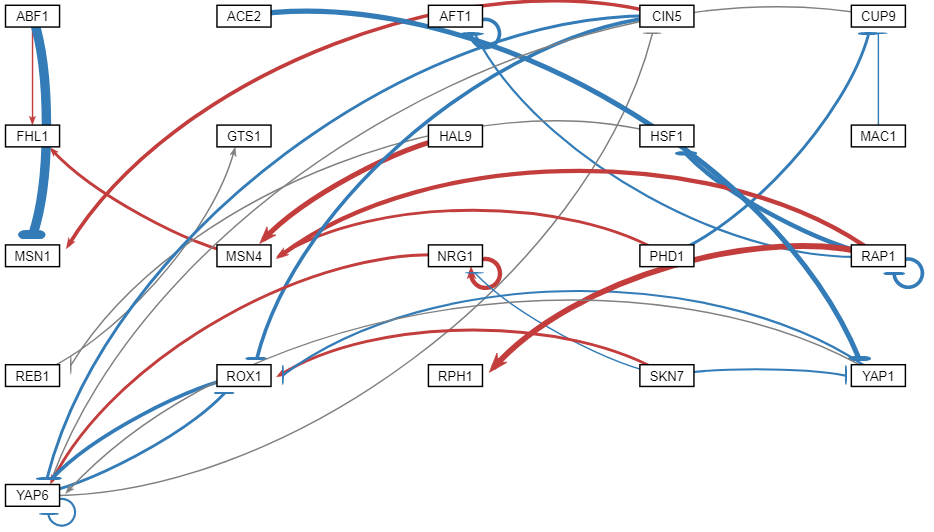 ABF1 ACE2 AFT1 CIN5 CUP9
FHL1 GTS1 HAL9 HSF1 MAC1
MSN1 MSN4 NRG1 PHD1 RAP1
REB1 ROX1 RPH1 SKN7 YAP1
YAP6